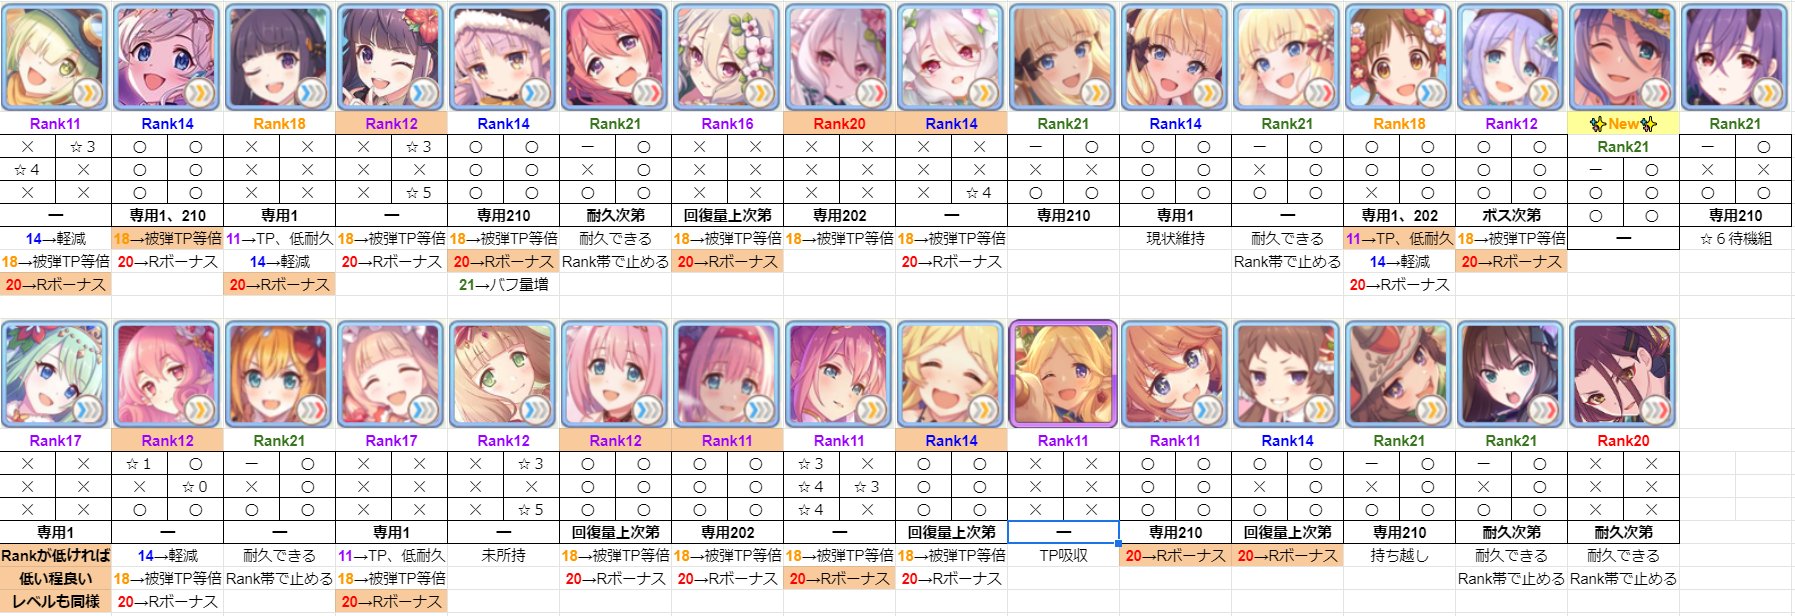 Rank11 Rank14 Rank18 Rank12 Rank14 Rank21 Rank16 Rank20 Rank14 Rank21 Rank14 Rank21 Rank18 Rank12 ✨New✨ Rank21
× ☆3 ○ ○ × × × ☆3 ○ ○ − ○ × × × × × × − ○ ○ ○ − ○ ○ ○ ○ ○ Rank21 − ○
☆4 × ○ ○ × × × × ○ ○ × ○ × × × × × × × × ○ ○ × ○ ○ ○ ○ ○ − ○ × ×
× × ○ ○ × × × ☆5 ○ ○ ○ ○ × × × × × ☆4 ○ ○ ○ ○ ○ ○ × ○ ○ ○ ○ ○ ○ ○
ー 専用1、210 専用1 ー 専用210 耐久次第 回復量上次第 専用202 ー 専用210 専用1 ー 専用1、202 ボス次第 ○ ○ 専用210
14→軽減 18→被弾TP等倍 11→TP、低耐久 18→被弾TP等倍 18→被弾TP等倍 耐久できる 18→被弾TP等倍 18→被弾TP等倍 18→被弾TP等倍 現状維持 耐久できる 11→TP、低耐久 18→被弾TP等倍 ー ☆6待機組
18→被弾TP等倍 20→Rボーナス 14→軽減 20→Rボーナス 20→Rボーナス Rank帯で止める 20→Rボーナス 20→Rボーナス Rank帯で止める 14→軽減 20→Rボーナス
20→Rボーナス 20→Rボーナス 21→バフ量増 20→Rボーナス
Rank17 Rank12 Rank21 Rank17 Rank12 Rank12 Rank11 Rank11 Rank14 Rank11 Rank11 Rank14 Rank21 Rank21 Rank20
× × ☆1 ○ − ○ × × × ☆3 ○ ○ ○ ○ ☆3 × ○ ○ × × ○ ○ ○ ○ − ○ − ○ × ×
× × × ☆0 × ○ × × × × ○ ○ ○ ○ ☆4 ☆3 ○ ○ × × ○ ○ × ○ × ○ × ○ × ×
× × ○ ○ ○ ○ × × × ☆5 ○ ○ ○ ○ ☆4 × ○ ○ × × ○ ○ ○ ○ ○ ○ ○ ○ × ×
専用1 ー ー 専用1 ー 回復量上次第 専用202 ー 回復量上次第 ー 専用210 回復量上次第 専用210 耐久次第 耐久次第
Rankが低ければ 14→軽減 耐久できる 11→TP、低耐久 未所持 18→被弾TP等倍 18→被弾TP等倍 18→被弾TP等倍 18→被弾TP等倍 TP吸収 20→Rボーナス 20→Rボーナス 持ち越し 耐久できる 耐久できる
低い程良い 18→被弾TP等倍 Rank帯で止める 18→被弾TP等倍 20→Rボーナス 20→Rボーナス 20→Rボーナス 20→Rボーナス Rank帯で止める Rank帯で止める
レベルも同様 20→Rボーナス 20→Rボーナス